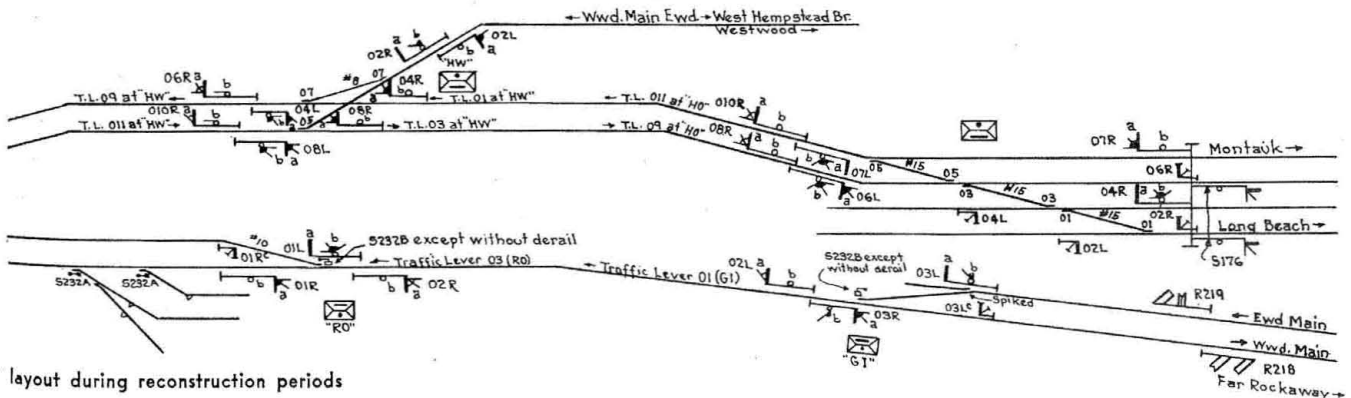 ← Wwd. Main Ewd. → West Hempstead Br.
Westwood →
02R a b
b a 02L
"HW"
06R a b
07 #8 07
04R
a b
T.L. 09 at "HW" ←
04L
b a
← T.L. 01 at "HW"
← T.L. 011 at "HO"
010R a b
010R a b
05
08R
a b
T.L. 011 at "HW" →
→ T.L. 03 at "HW"
→ T.L. 09 at "HO"
08R a b
b a 08L
b a 07L
05 #15 05
b a 06L
03 #15 03
04L
01 #15 01
02L
07R a b
Montauk →
06R
04R
a b
02R
Long Beach →
S176
#10
01L a b
S232B except without derail
01R c
← Traffic Lever 03 (RO)
← Traffic Lever 01 (GI)
S232A S232A
b a 01R
b a 02R
"RO"
02L a b
S232B except
without derail
03L a b
Spiked
03L c
b a 03R
"GI"
R219
← Ewd Main
→ Wwd. Main
R218
Far Rockaway →
layout during reconstruction periods